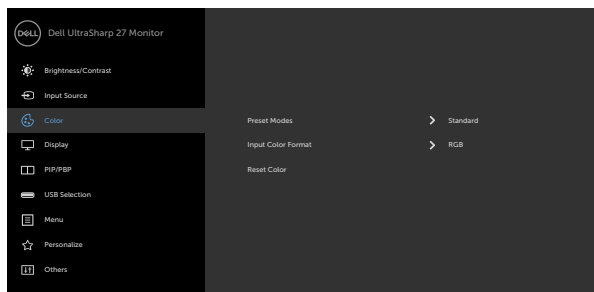 DELL Dell UltraSharp 27 Monitor
Brightness/Contrast
Input Source
Color Preset Modes Standard
Display Input Color Format RGB
PIP/PBP Reset Color
USB Selection
Menu
Personalize
Others